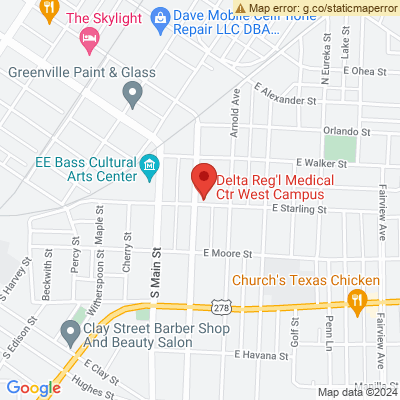 Map error: g.co/staticmaperror
The Skylight
Dave Mobile Cell Phone
Repair LLC DBA...
Greenville Paint & Glass
N Eureka St
Lake St
E Ohea St
Arnold Ave
E Alexander St
Orlando St
EE Bass Cultural
Arts Center
E Walker St
Delta Reg'l Medical
Ctr West Campus
E Starling St
Fairview Ave
Maple St
Witherspoon St
Percy St
Beckwith St
Cherry St
S Main St
S Harvey St
E Moore St
Church's Texas Chicken
278
S Edison St
Clay Street Barber Shop
And Beauty Salon
Golf St
Penn Ln
Fairview Ave
E Havana St
E Clay St
Hughes St
Google
Map data ©2024